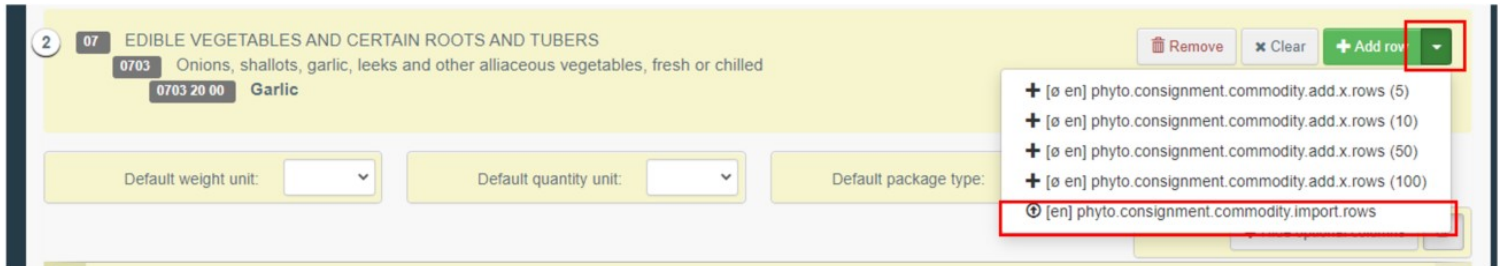 2 07 EDIBLE VEGETABLES AND CERTAIN ROOTS AND TUBERS Remove Clear Add row
0703 Onions, shallots, garlic, leeks and other alliaceous vegetables, fresh or chilled
0703 20 00 Garlic
[ø en] phyto.consignment.commodity.add.x.rows (5)
[ø en] phyto.consignment.commodity.add.x.rows (10)
[ø en] phyto.consignment.commodity.add.x.rows (50)
[ø en] phyto.consignment.commodity.add.x.rows (100)
[en] phyto.consignment.commodity.import.rows
Default weight unit: Default quantity unit: Default package type: